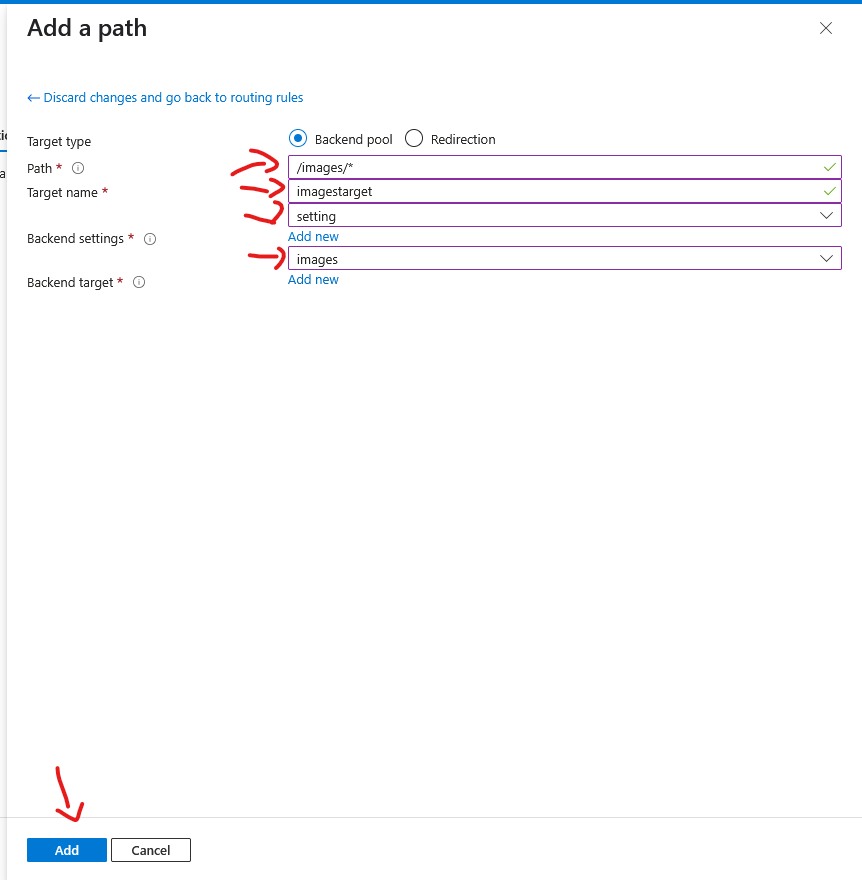 Add a path
← Discard changes and go back to routing rules
Target type
Backend pool
Redirection
Path *
/images/*
Target name *
imagestarget
setting
Backend settings *
Add new
images
Backend target *
Add new
Add
Cancel